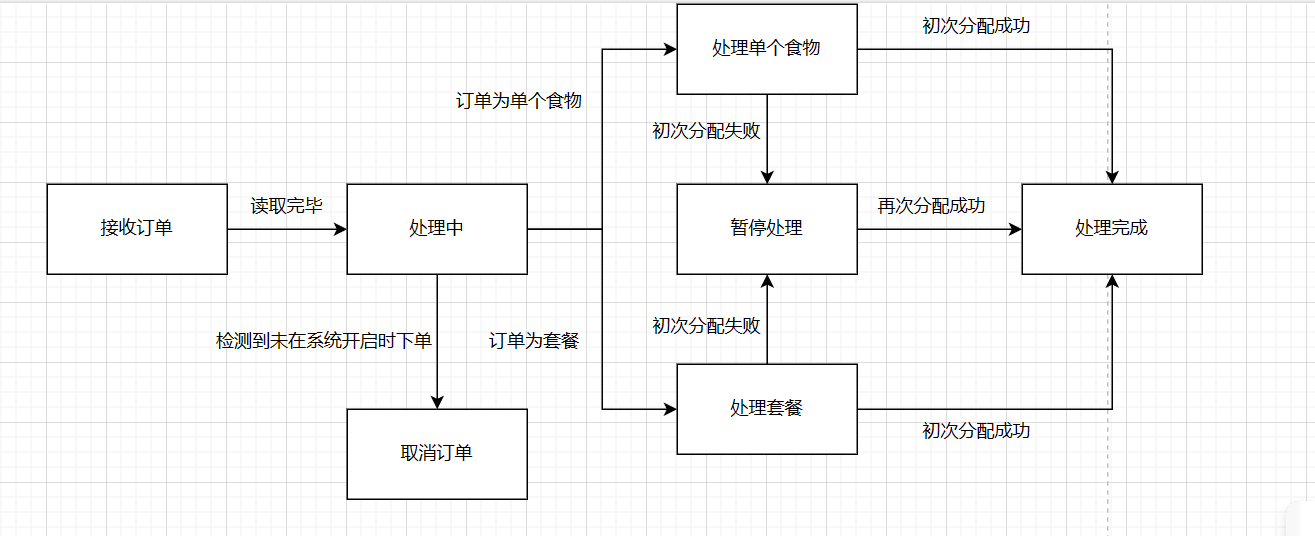 初次分配成功
处理单个食物
订单为单个食物
初次分配失败
读取完毕
再次分配成功
接收订单
处理中
暂停处理
处理完成
初次分配失败
检测到未在系统开启时下单
订单为套餐
处理套餐
初次分配成功
取消订单